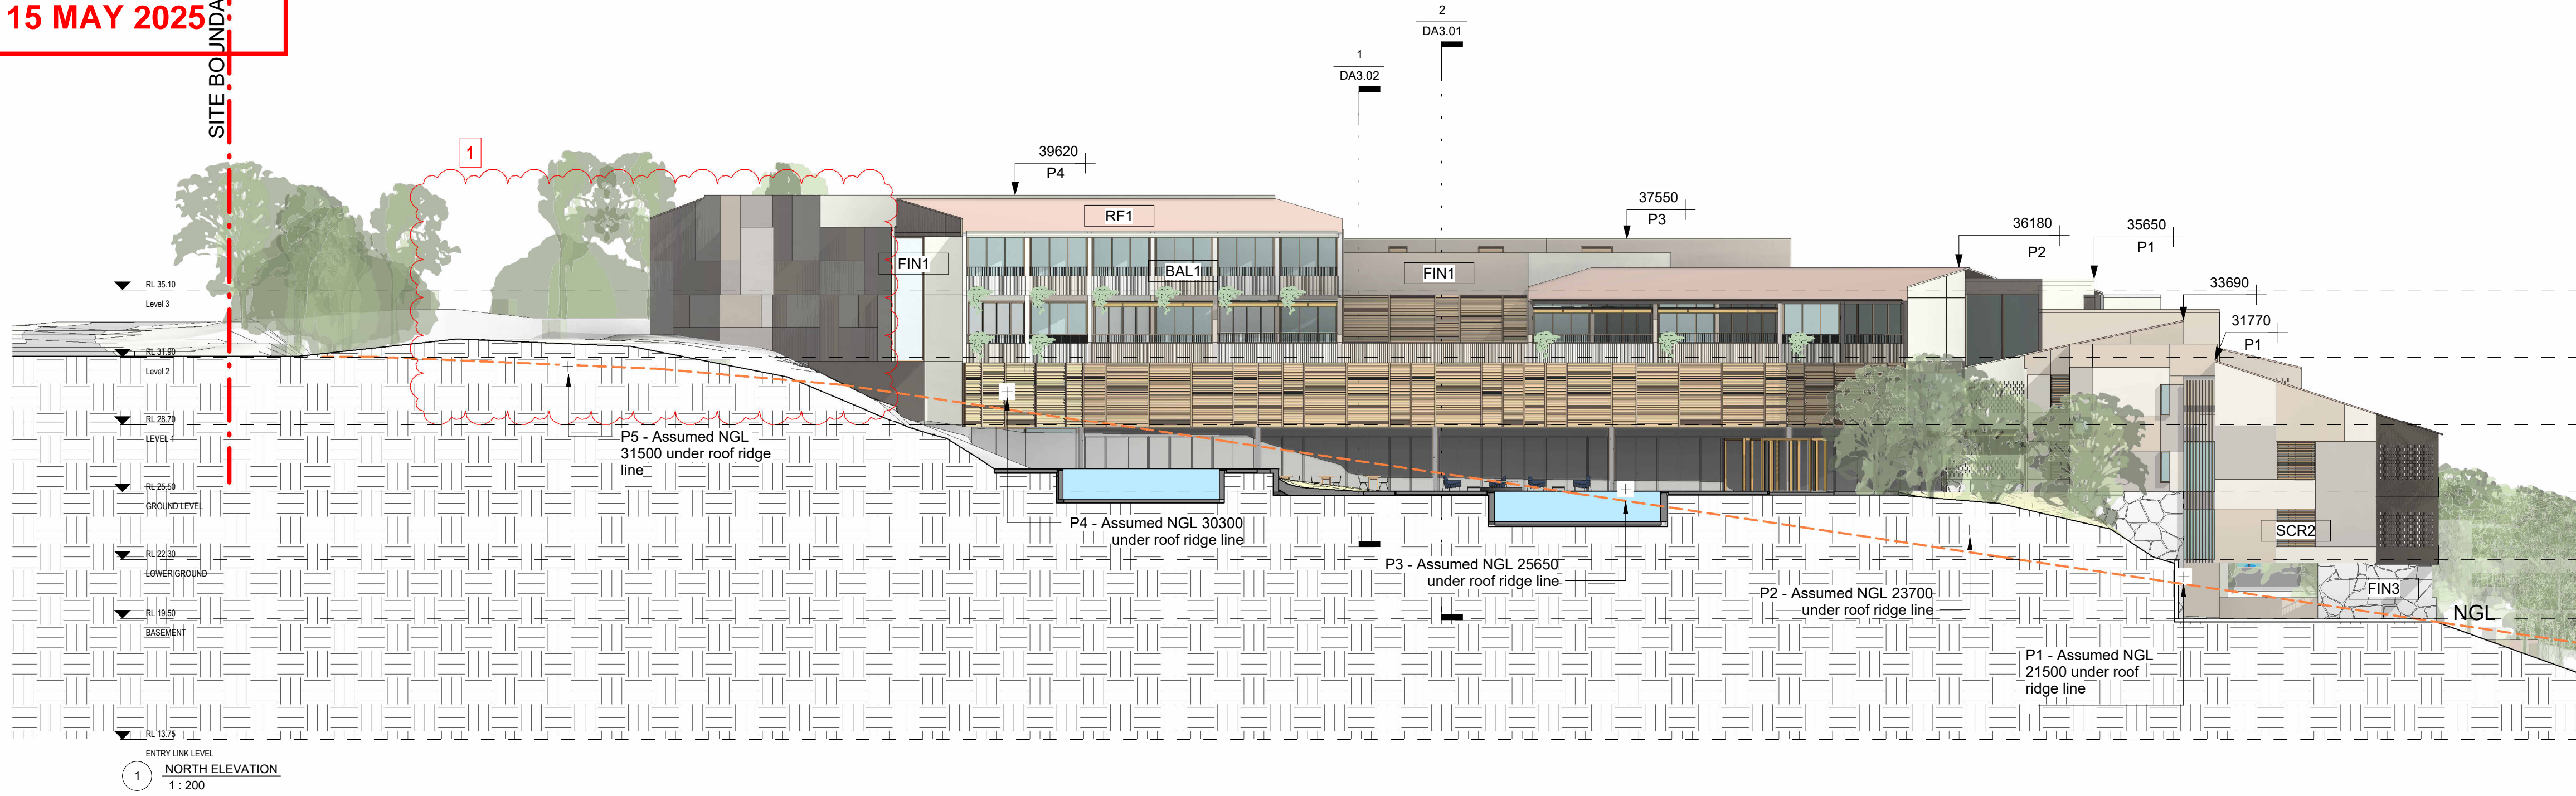 15 MAY 2025
SITE BOUNDA
2
DA3.01
1
DA3.02
1
39620
P4
37550
P3
36180
P2
35650
P1
33690
31770
P1
RF1
FIN1
BAL1
FIN1
RL 35.10
Level 3
RL 31.90
Level 2
RL 28.70
LEVEL 1
RL 25.50
GROUND LEVEL
RL 22.30
LOWER GROUND
RL 19.50
BASEMENT
RL 13.75
ENTRY LINK LEVEL
P5 - Assumed NGL
31500 under roof ridge
line
P4 - Assumed NGL 30300
under roof ridge line
P3 - Assumed NGL 25650
under roof ridge line
P2 - Assumed NGL 23700
under roof ridge line
P1 - Assumed NGL
21500 under roof
ridge line
SCR2
FIN3
NGL
1
NORTH ELEVATION
1 : 200